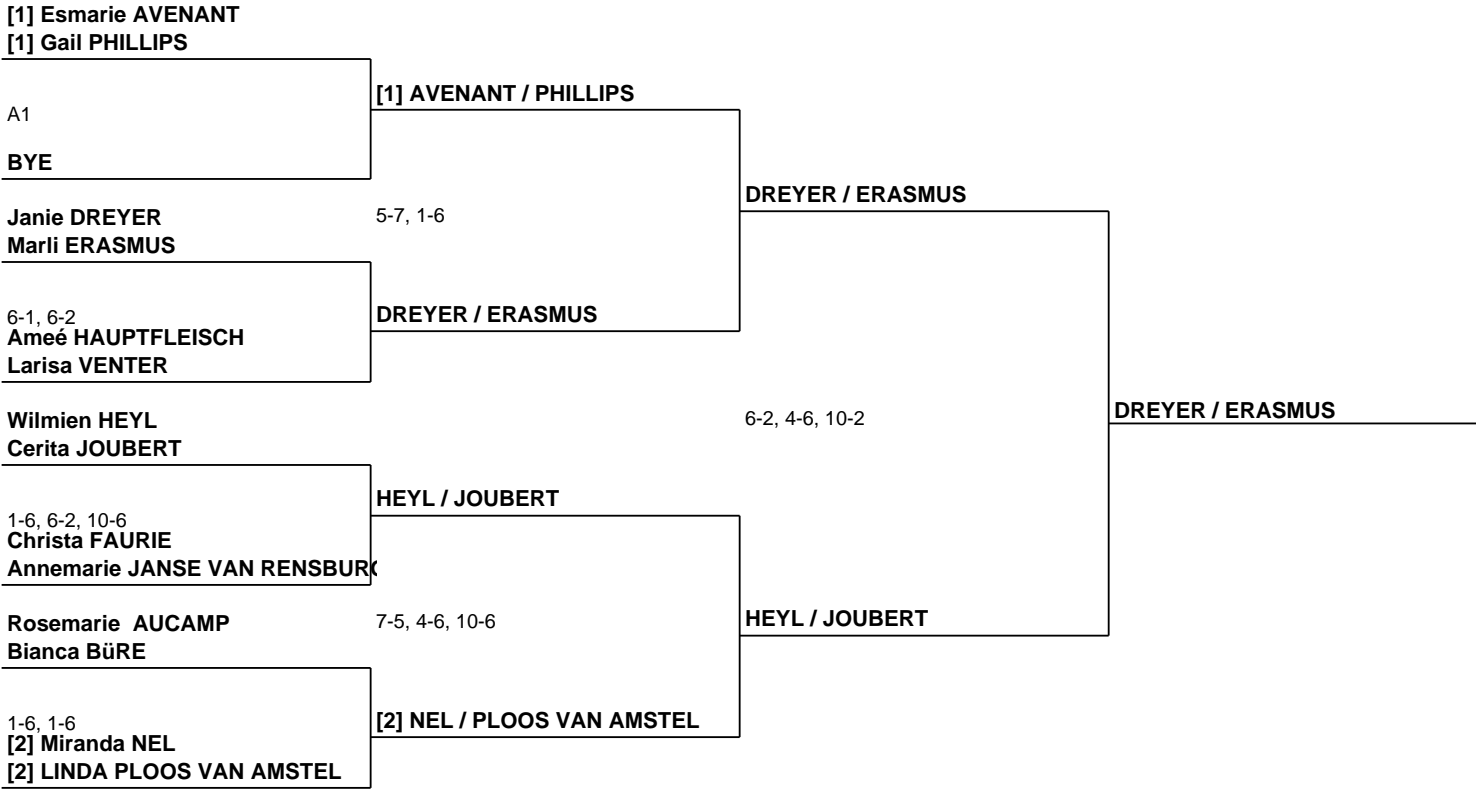 [1] Esmarie AVENANT
[1] Gail PHILLIPS
[1] AVENANT / PHILLIPS
A1
BYE
DREYER / ERASMUS
Janie DREYER
5-7, 1-6
Marli ERASMUS
6-1, 6-2
DREYER / ERASMUS
Ameé HAUPTFLEISCH
Larisa VENTER
Wilmien HEYL
6-2, 4-6, 10-2
DREYER / ERASMUS
Cerita JOUBERT
HEYL / JOUBERT
1-6, 6-2, 10-6
Christa FAURIE
Annemarie JANSE VAN RENSBURG
Rosemarie  AUCAMP
7-5, 4-6, 10-6
HEYL / JOUBERT
Bianca BüRE
1-6, 1-6
[2] NEL / PLOOS VAN AMSTEL
[2] Miranda NEL
[2] LINDA PLOOS VAN AMSTEL